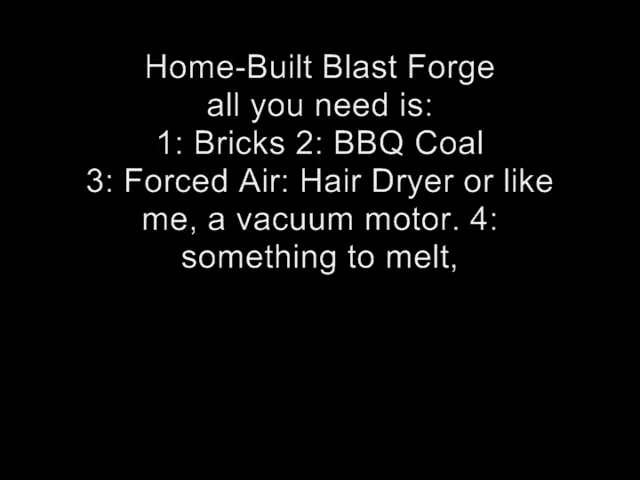 Home-Built Blast Forge
all you need is:
1: Bricks 2: BBQ Coal
3: Forced Air: Hair Dryer or like
me, a vacuum motor. 4:
something to melt,